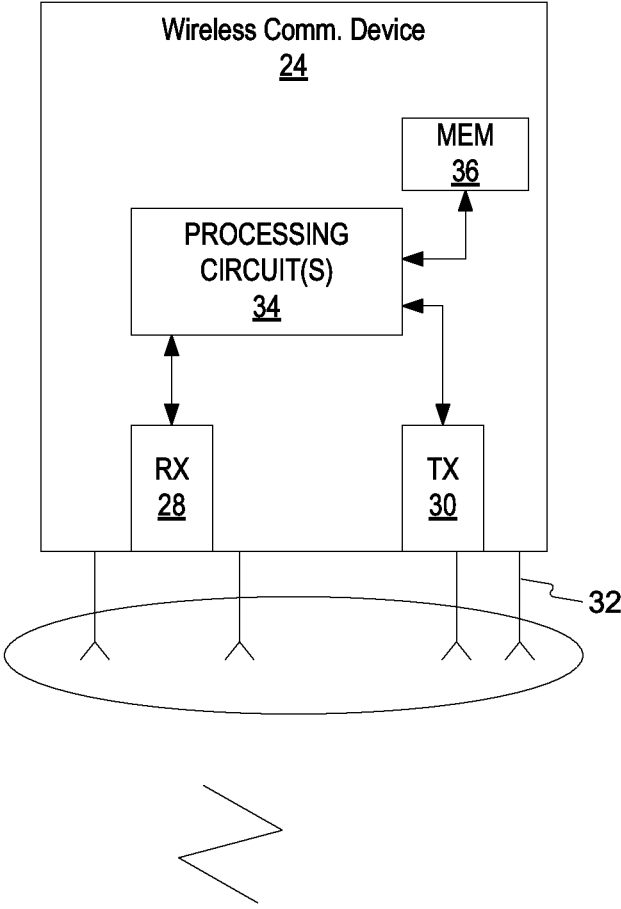 Wireless Comm. Device
24
MEM
36
PROCESSING
CIRCUIT(S)
34
RX
28
TX
30
32